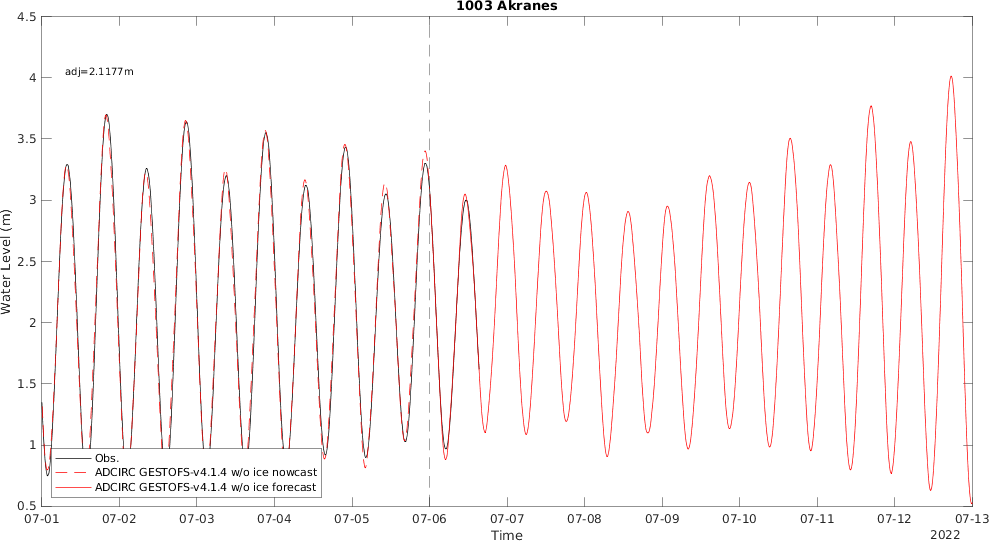 1003 Akranes
4.5
4
3.5
3
2.5
2
1.5
1
0.5
Water Level (m)
adj=2.1177m
Obs.
ADCIRC GESTOFS-v4.1.4 w/o ice nowcast
ADCIRC GESTOFS-v4.1.4 w/o ice forecast
07-01 07-02 07-03 07-04 07-05 07-06 07-07 07-08 07-09 07-10 07-11 07-12 07-13
Time
2022